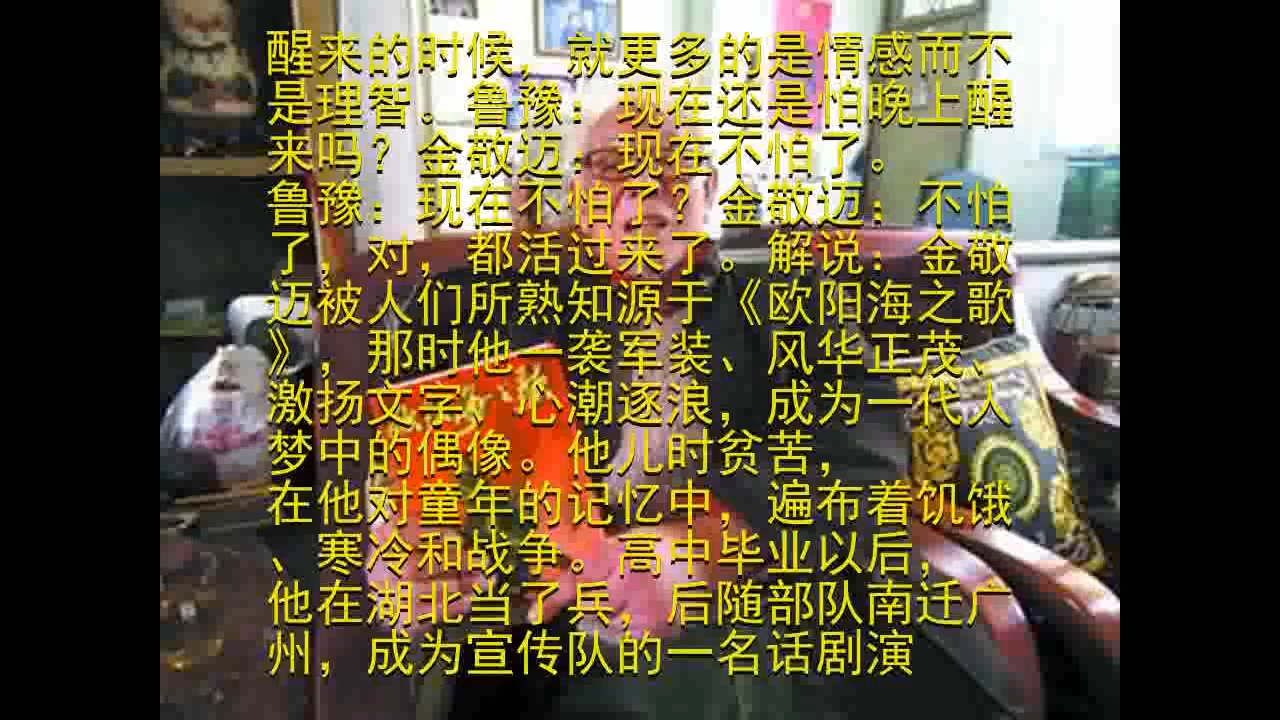 醒来的时候，就更多的是情感而不
是理智．鲁豫：现在还是怕晚上醒
来吗？金敬迈：现在不怕了。
鲁豫：现在不怕了？金敬迈：不怕
了，对，都活过来了。解说：金敬
迈被人们所熟知源于《欧阳海之歌
》，那时他一袭军装、风华正茂、
激扬文字、心潮逐浪，成为一代人
梦中的偶像。他儿时贫苦，
在他对童年的记忆中，遍布着饥饿
、寒冷和战争。高中毕业以后，
他在湖北当了兵，后随部队南迁广
州，成为宣传队的一名话剧演